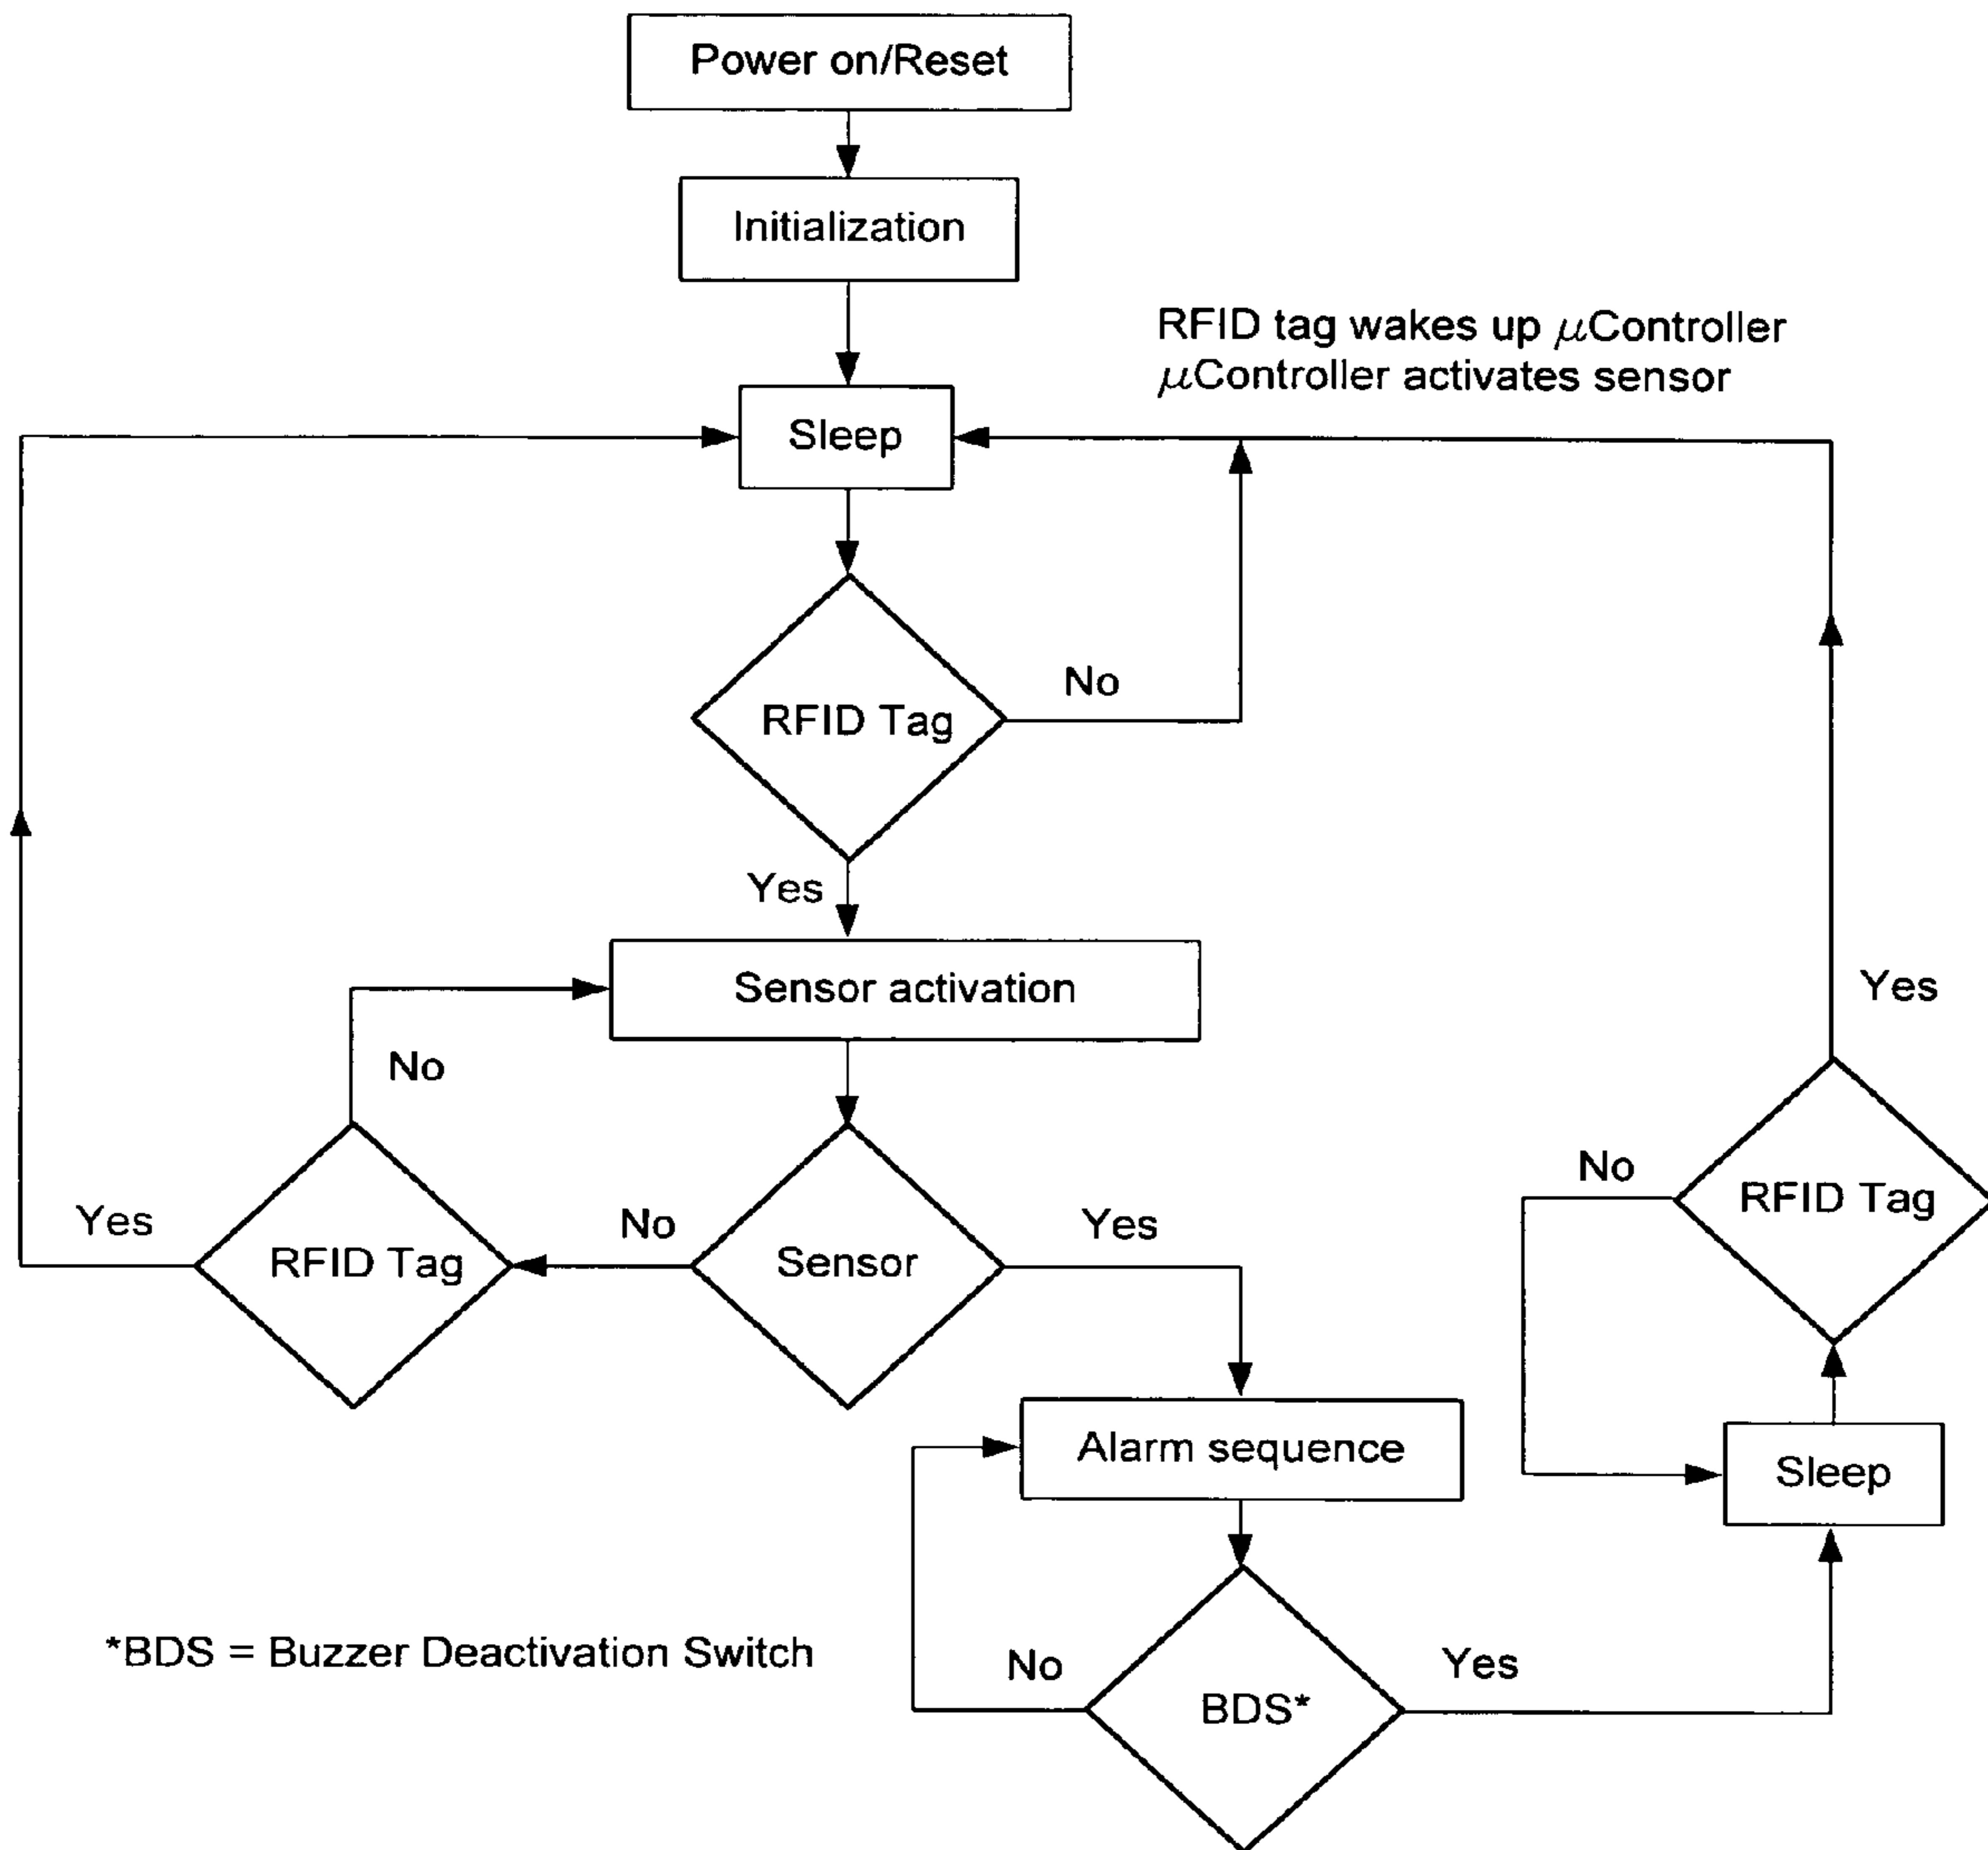 Power on/Reset
Initialization
RFID tag wakes up μController
μController activates sensor
Sleep
No
RFID Tag
Yes
Sensor activation
Yes
No
No
RFID Tag
Yes
No
Yes
RFID Tag
Sensor
Alarm sequence
Sleep
*BDS = Buzzer Deactivation Switch
No
Yes
BDS*